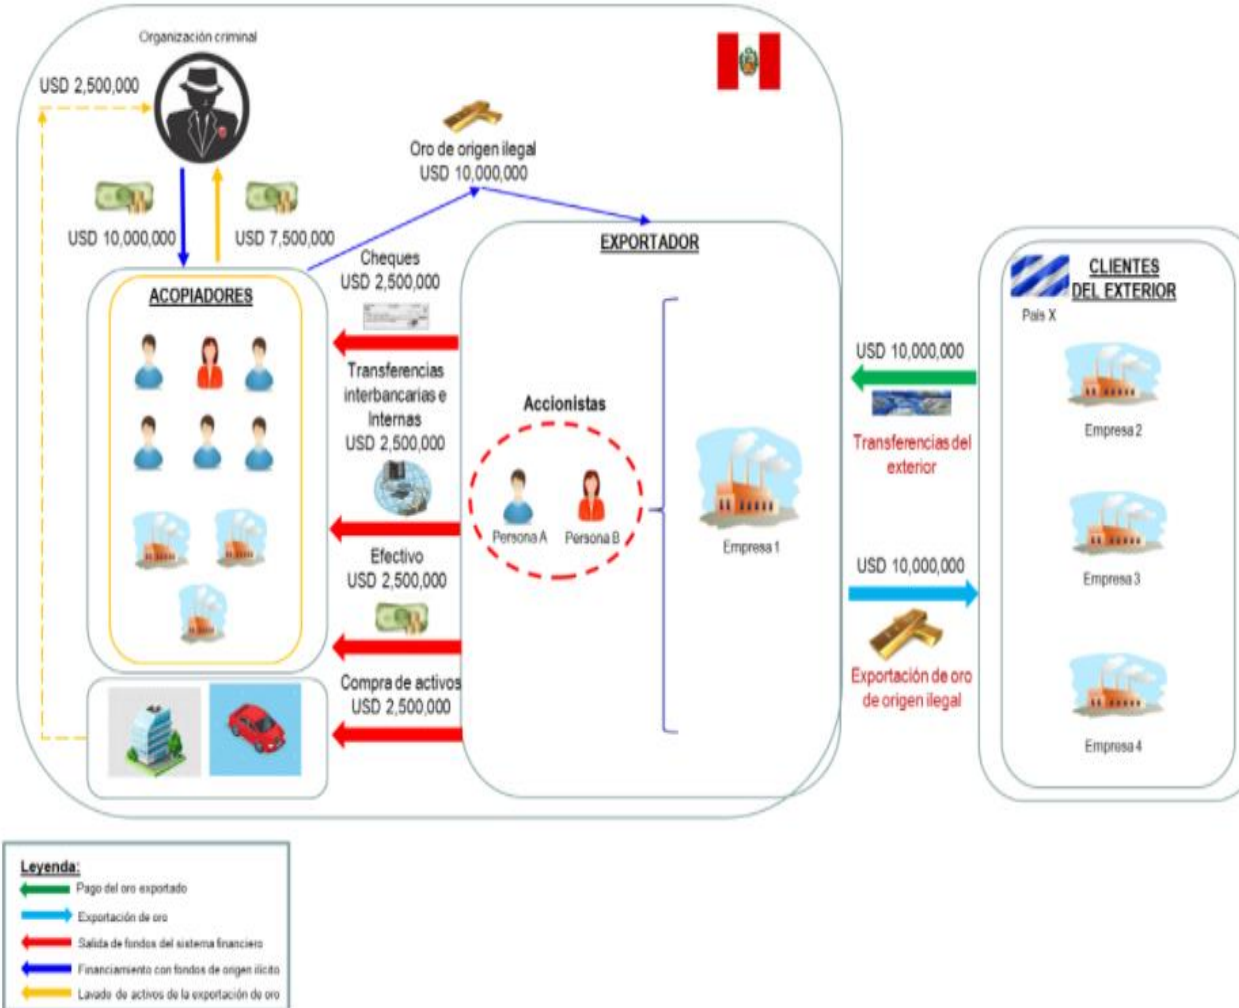 Organización criminal
USD 2,500,000
Oro de origen ilegal
USD 10,000,000
USD 10,000,000
USD 7,500,000
ACOPIADORES
Cheques
USD 2,500,000
Transferencias
interbancarias e
Internas
USD 2,500,000
Efectivo
USD 2,500,000
Compra de activos
USD 2,500,000
EXPORTADOR
Accionistas
Persona A
Persona B
Empresa 1
USD 10,000,000
Transferencias del
exterior
USD 10,000,000
Exportación de oro
de origen ilegal
CLIENTES
DEL EXTERIOR
País X
Empresa 2
Empresa 3
Empresa 4
Leyenda:
Pago del oro exportado
Exportación de oro
Salida de fondos del sistema financiero
Financiamiento con fondos de origen ilícito
Lavado de activos de la exportación de oro